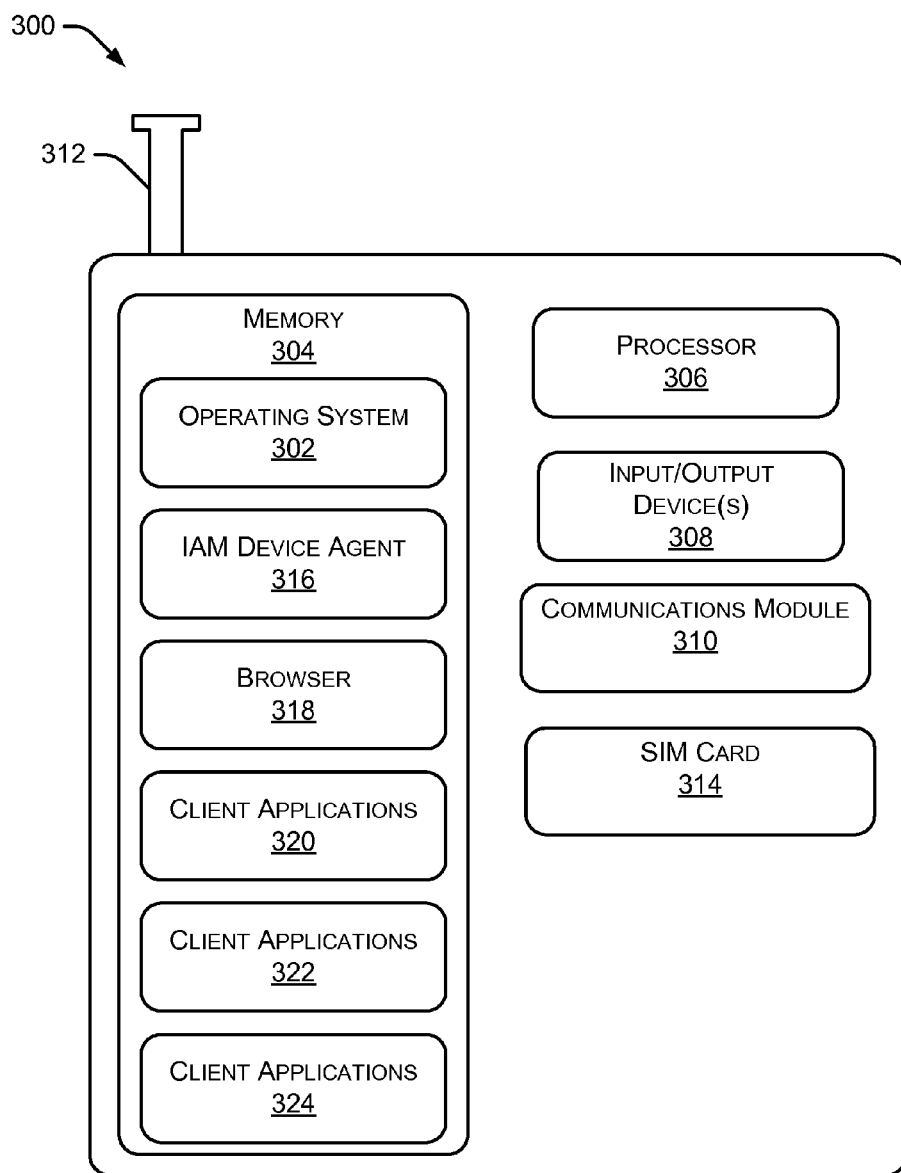 300
312
MEMORY
304
OPERATING SYSTEM
302
IAM DEVICE AGENT
316
BROWSER
318
CLIENT APPLICATIONS
320
CLIENT APPLICATIONS
322
CLIENT APPLICATIONS
324
PROCESSOR
306
INPUT/OUTPUT
DEVICE(S)
308
COMMUNICATIONS MODULE
310
SIM CARD
314